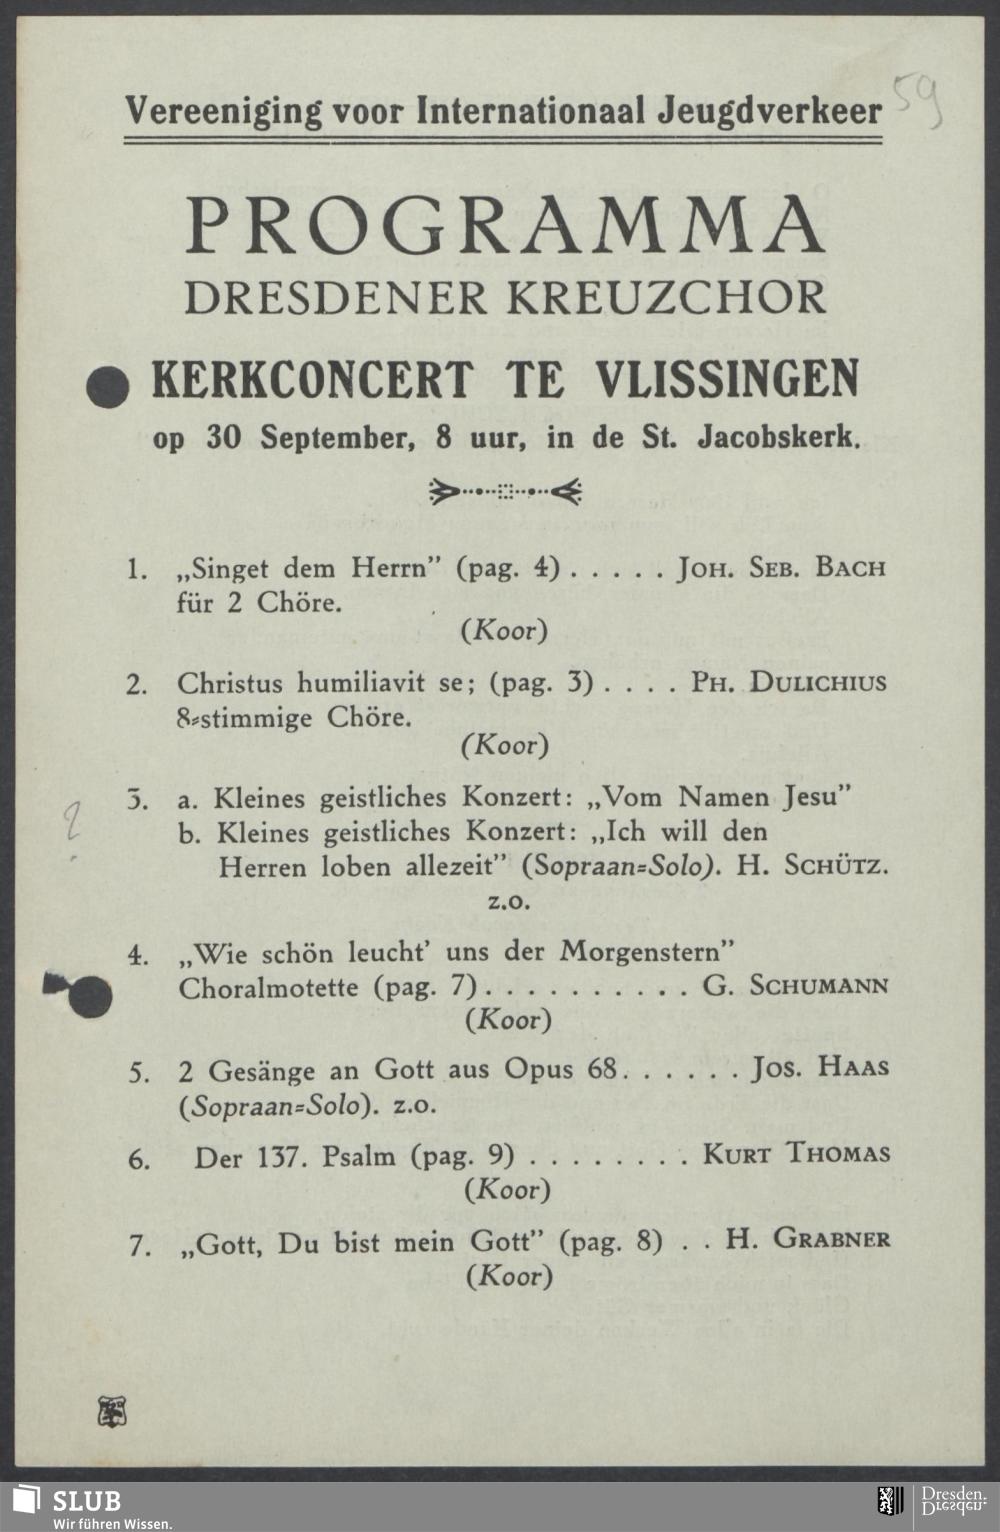 59
Vereeniging voor Internationaal Jeugdverkeer
PROGRAMMA
DRESDENER KREUZCHOR
KERKCONCERT TE VLISSINGEN
op 30 September, 8 uur, in de St. Jacobskerk.
1. „Singet dem Herrn” (pag. 4) . . . . . JOH. SEB. BACH
für 2 Chöre.
(Koor)
2. Christus humiliavit se; (pag. 3) . . . . PH. DULICHIUS
8=stimmige Chöre.
(Koor)
3. a. Kleines geistliches Konzert: „Vom Namen Jesu”
?
b. Kleines geistliches Konzert: „Ich will den
Herren loben allezeit” (Sopraan=Solo). H. SCHÜTZ.
z.o.
4. „Wie schön leucht’ uns der Morgenstern”
Choralmotette (pag. 7) . . . . . . . . . . G. SCHUMANN
(Koor)
5. 2 Gesänge an Gott aus Opus 68. . . . . . . JOS. HAAS
(Sopraan=Solo). z.o.
6. Der 137. Psalm (pag. 9) . . . . . . . . KURT THOMAS
(Koor)
7. „Gott, Du bist mein Gott” (pag. 8) . . H. GRABNER
(Koor)
SLUB
Wir führen Wissen.
Dresden.
Dresden.